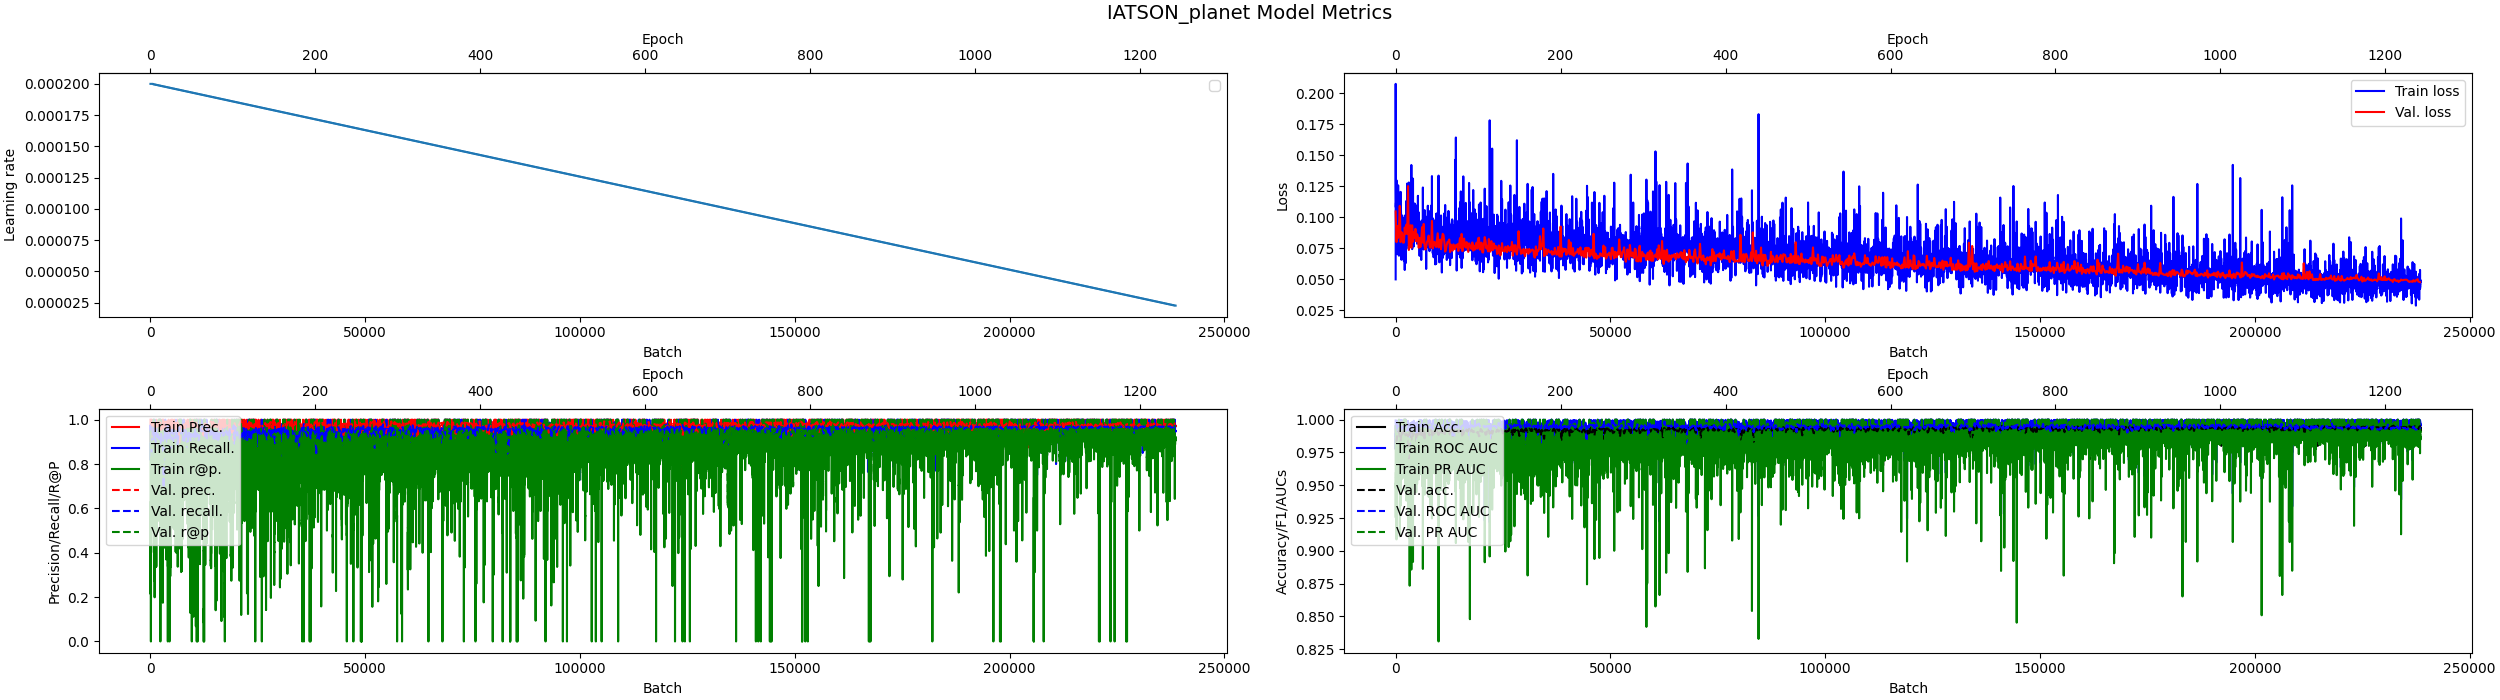 IATSON_planet Model Metrics
Epoch
0 200 400 600 800 1000 1200
0.000200
0.000175
0.000150
0.000125
0.000100
0.000075
0.000050
0.000025
Learning rate
0 50000 100000 150000 200000 250000
Batch
Epoch
0 200 400 600 800 1000 1200
0.200
0.175
0.150
0.125
0.100
0.075
0.050
0.025
Loss
Train loss
Val. loss
0 50000 100000 150000 200000 250000
Batch
Epoch
0 200 400 600 800 1000 1200
1.0
0.8
0.6
0.4
0.2
0.0
Precision/Recall/R@P
Train Prec.
Train Recall.
Train r@p.
Val. prec.
Val. recall.
Val. r@p
0 50000 100000 150000 200000 250000
Batch
Epoch
0 200 400 600 800 1000 1200
1.000
0.975
0.950
0.925
0.900
0.875
0.850
0.825
Accuracy/F1/AUCs
Train Acc.
Train ROC AUC
Train PR AUC
Val. acc.
Val. ROC AUC
Val. PR AUC
0 50000 100000 150000 200000 250000
Batch